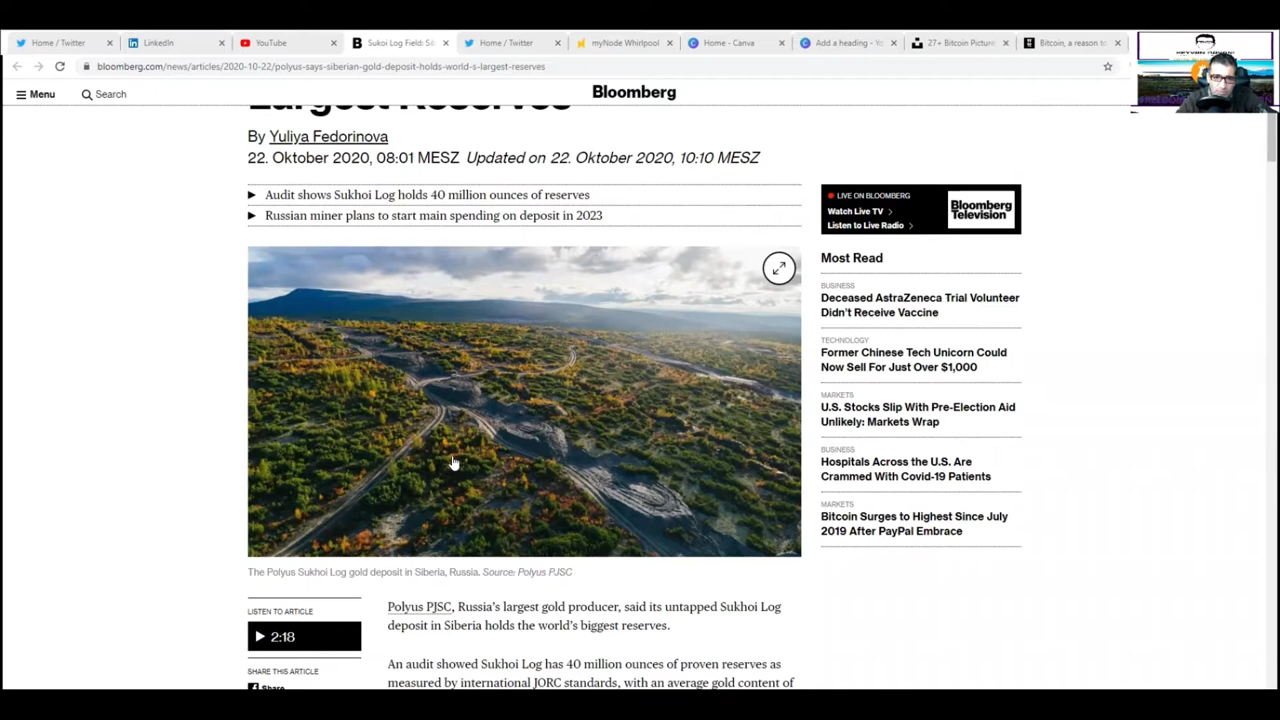 Home / Twitter
LinkedIn
YouTube
Sukoi Log Field: Si
Home / Twitter
myNode Whirlpool
Home - Canva
Add a heading - Yo
27+ Bitcoin Picture
Bitcoin, a reason to
bloomberg.com/news/articles/2020-10-22/polyus-says-siberian-gold-deposit-holds-world-s-largest-reserves
Menu
Search
Bloomberg
Largest Reserves
By Yuliya Fedorinova
22. Oktober 2020, 08:01 MESZ Updated on 22. Oktober 2020, 10:10 MESZ
Audit shows Sukhoi Log holds 40 million ounces of reserves
Russian miner plans to start main spending on deposit in 2023
The Polyus Sukhoi Log gold deposit in Siberia, Russia. Source: Polyus PJSC
LISTEN TO ARTICLE
2:18
SHARE THIS ARTICLE
Share
Polyus PJSC, Russia's largest gold producer, said its untapped Sukhoi Log
deposit in Siberia holds the world's biggest reserves.
An audit showed Sukhoi Log has 40 million ounces of proven reserves as
measured by international JORC standards, with an average gold content of
LIVE ON BLOOMBERG
Watch Live TV
Listen to Live Radio
Bloomberg
Television
Most Read
BUSINESS
Deceased AstraZeneca Trial Volunteer
Didn't Receive Vaccine
TECHNOLOGY
Former Chinese Tech Unicorn Could
Now Sell For Just Over $1,000
MARKETS
U.S. Stocks Slip With Pre-Election Aid
Unlikely: Markets Wrap
BUSINESS
Hospitals Across the U.S. Are
Crammed With Covid-19 Patients
MARKETS
Bitcoin Surges to Highest Since July
2019 After PayPal Embrace